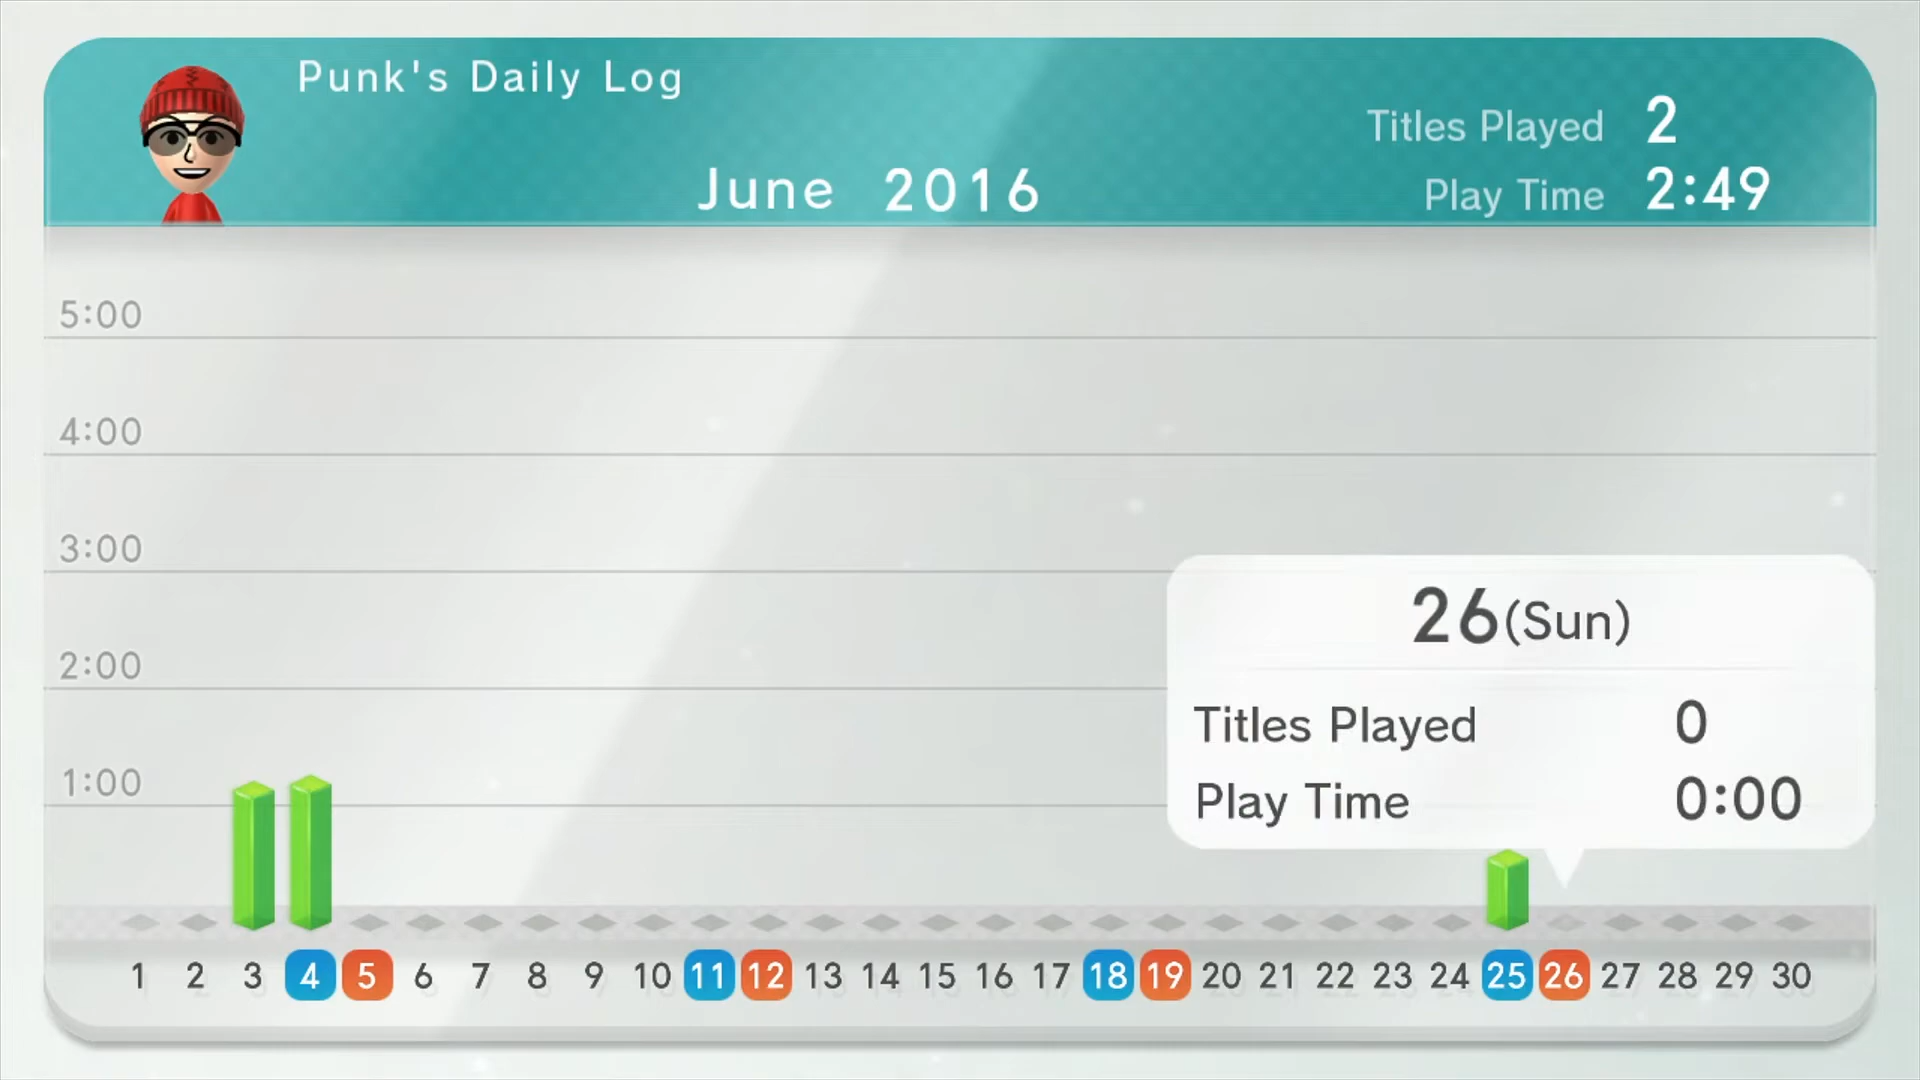 Punk's Daily Log
June 2016
Titles Played 2
Play Time 2:49
5:00
4:00
3:00
2:00
1:00
26(Sun)
Titles Played 0
Play Time 0:00
1 2 3 4 5 6 7 8 9 10 11 12 13 14 15 16 17 18 19 20 21 22 23 24 25 26 27 28 29 30